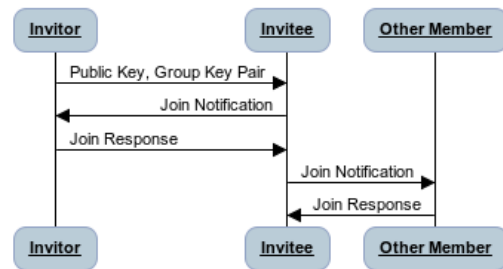 Invitor Invitee Other Member
Public Key, Group Key Pair
Join Notification
Join Response
Join Notification
Join Response
Invitor Invitee Other Member